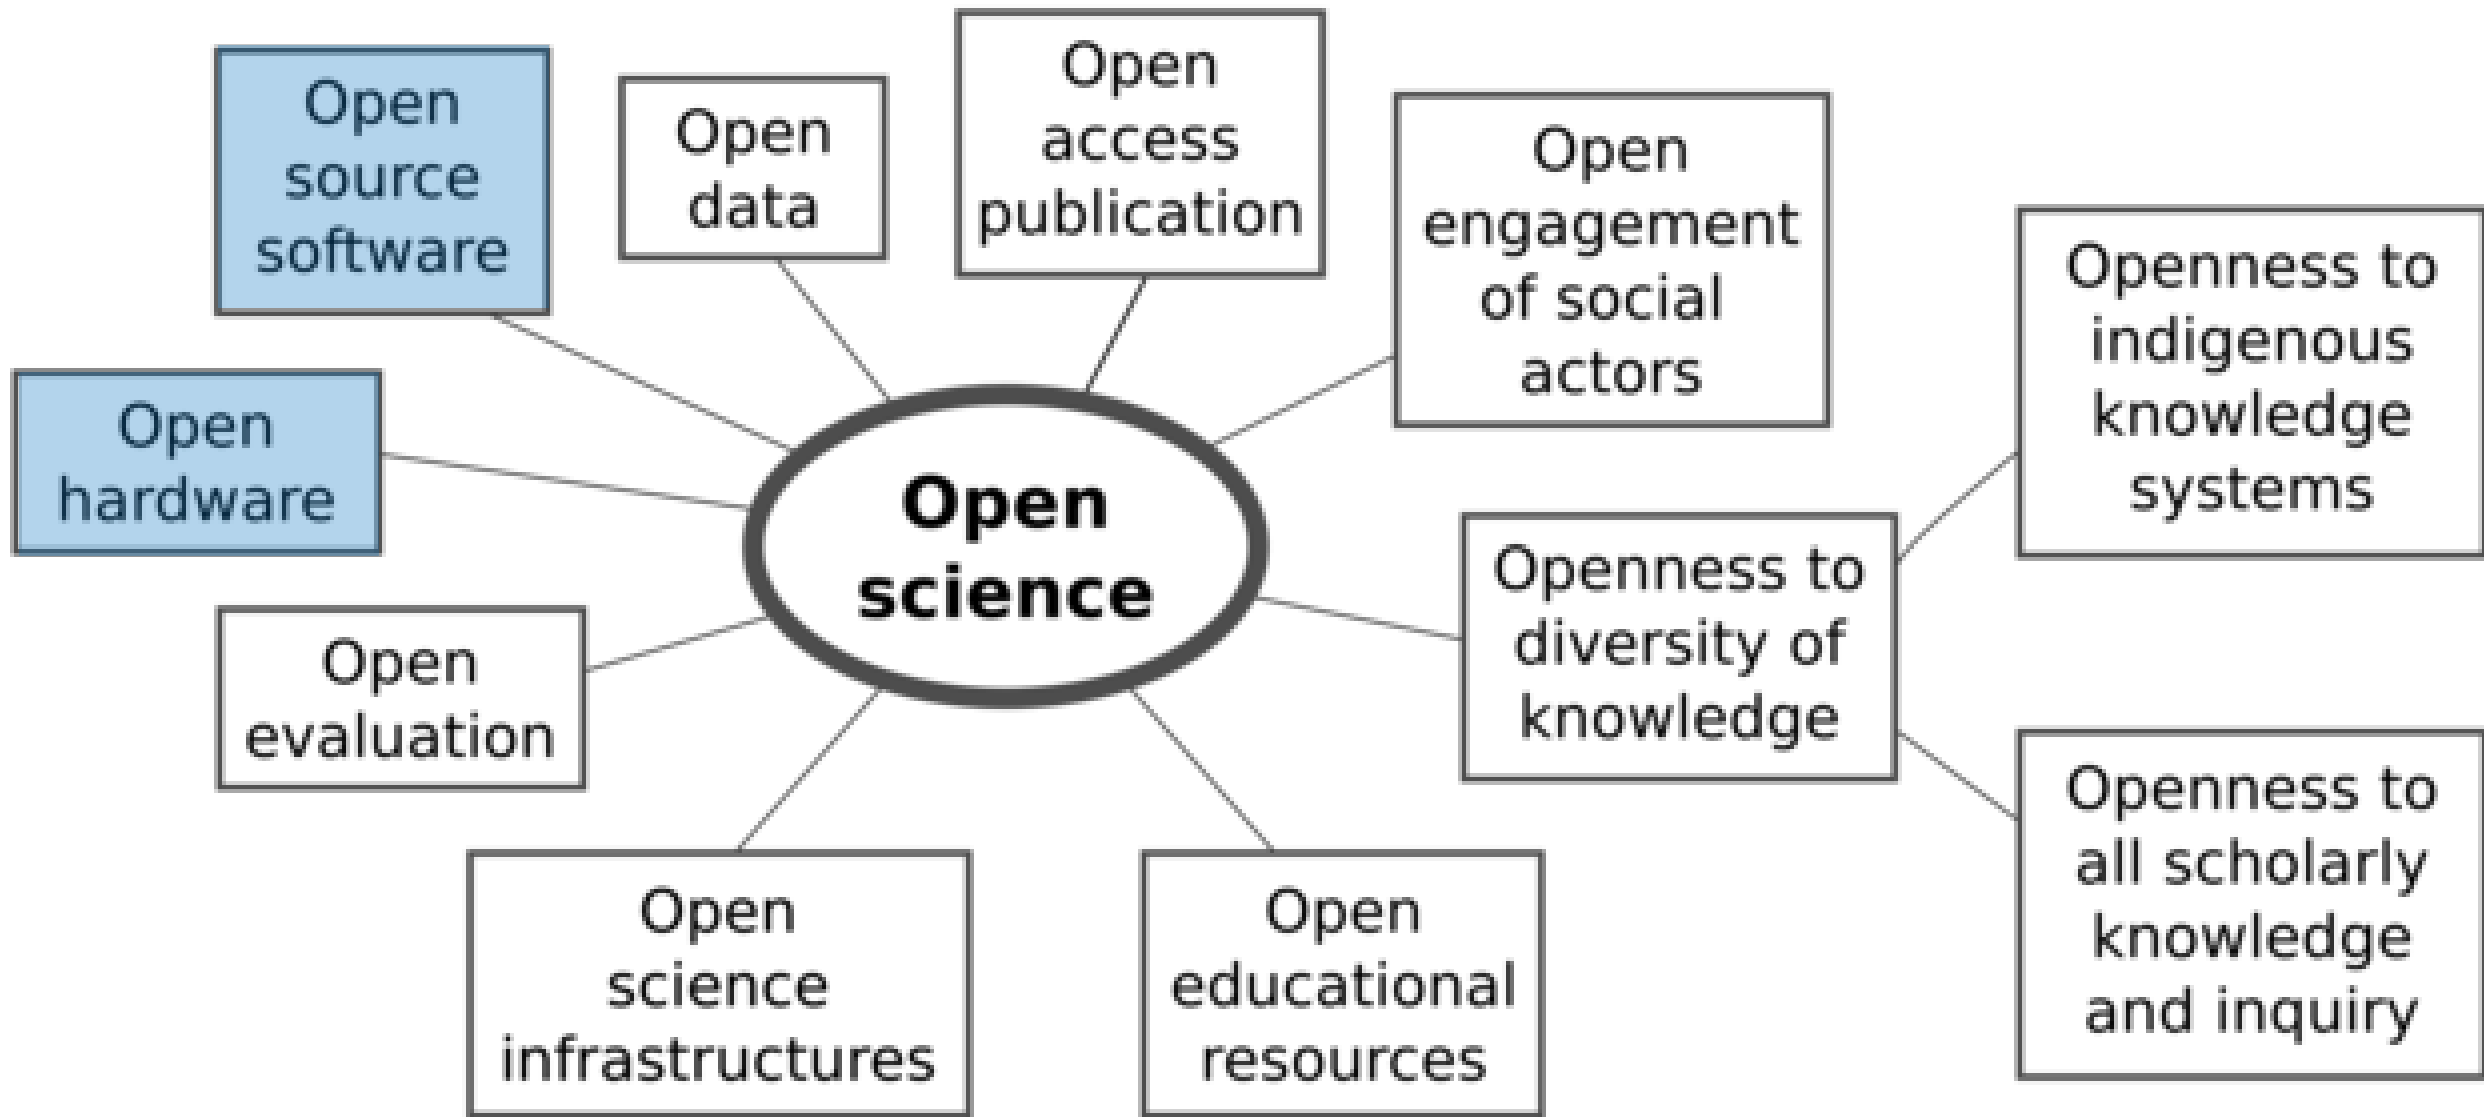 Open
source
software
Open
data
Open
access
publication
Open
engagement
of social
actors
Openness to
indigenous
knowledge
systems
Open
hardware
Open
science
Openness to
diversity of
knowledge
Open
evaluation
Open
science
infrastructures
Open
educational
resources
Openness to
all scholarly
knowledge
and inquiry